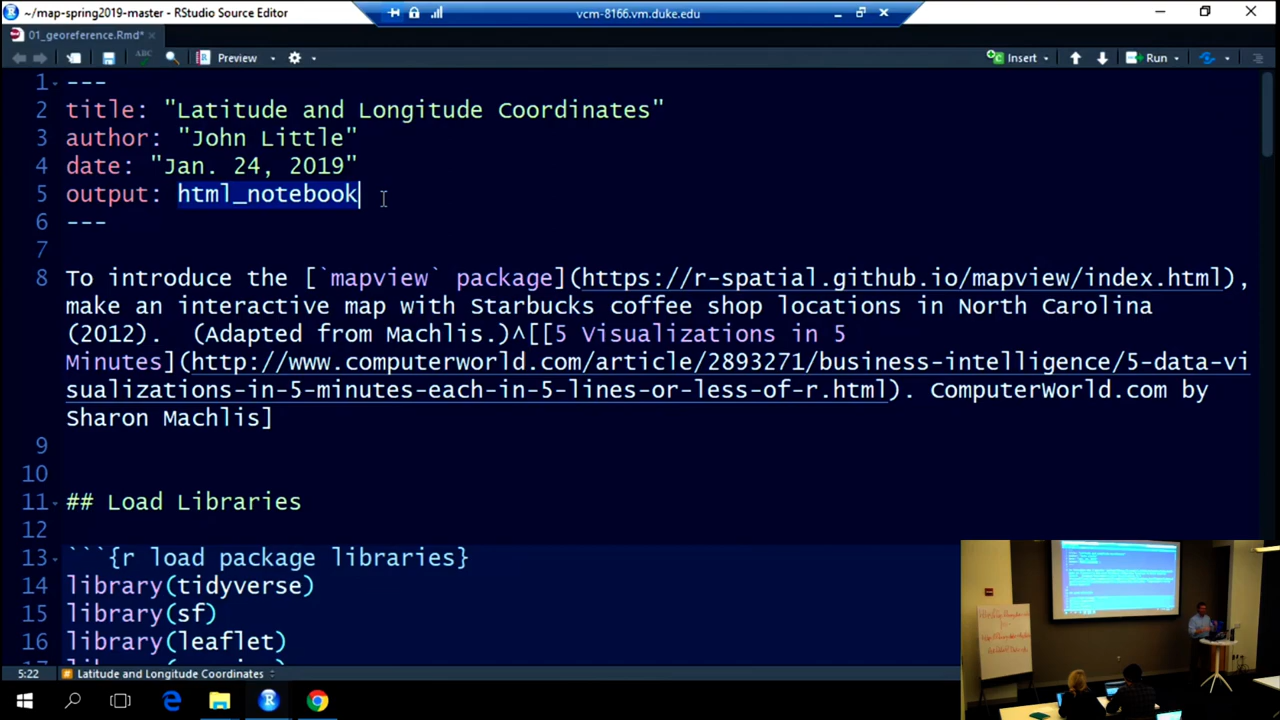 ~/map-spring2019-master - RStudio Source Editor
vcm-8166.vm.duke.edu
01_georeference.Rmd*
ABC
Preview
Insert
Run
1 ---
2 title: "Latitude and Longitude Coordinates"
3 author: "John Little"
4 date: "Jan. 24, 2019"
5 output: html_notebook
6 ---
7
8 To introduce the [`mapview` package](https://r-spatial.github.io/mapview/index.html),
make an interactive map with Starbucks coffee shop locations in North Carolina
(2012).  (Adapted from Machlis.)^[[5 Visualizations in 5
Minutes](http://www.computerworld.com/article/2893271/business-intelligence/5-data-vi
sualizations-in-5-minutes-each-in-5-lines-or-less-of-r.html). ComputerWorld.com by
Sharon Machlis]
9
10
11 ## Load Libraries
12
13 ```{r load package libraries}
14 library(tidyverse)
15 library(sf)
16 library(leaflet)
5:22
Latitude and Longitude Coordinates